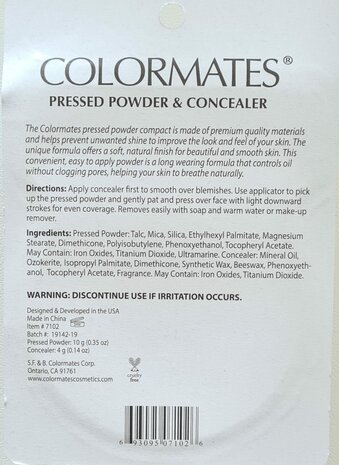 COLORMATES®
PRESSED POWDER & CONCEALER
The Colormates pressed powder compact is made of premium quality materials
and helps prevent unwanted shine to improve the look and feel of your skin. The
unique formula offers a soft, natural finish for beautiful and smooth skin. This
convenient, easy to apply powder is a long wearing formula that controls oil
without clogging pores, helping your skin to breathe naturally.
Directions: Apply concealer first to smooth over blemishes. Use applicator to pick
up the pressed powder and gently pat and press over face with light downward
strokes for even coverage. Removes easily with soap and warm water or make-up
remover.
Ingredients: Pressed Powder: Talc, Mica, Silica, Ethylhexyl Palmitate, Magnesium
Stearate, Dimethicone, Polyisobutylene, Phenoxyethanol, Tocopheryl Acetate.
May Contain: Iron Oxides, Titanium Dioxide, Ultramarine. Concealer: Mineral Oil,
Ozokerite, Isopropyl Palmitate, Dimethicone, Synthetic Wax, Beeswax, Phenoxyeth-
anol, Tocopheryl Acetate, Fragrance. May Contain: Iron Oxides, Titanium Dioxide.
WARNING: DISCONTINUE USE IF IRRITATION OCCURS.
Designed & Developed in the USA
Made in China
Item # 7102
Batch #: 19142-19
Pressed Powder: 10 g (0.35 oz)
Concealer: 4 g (0.14 oz)
S.F. & B. Colormates Corp.
Ontario, CA 91761
www.colormatescosmetics.com
cruelty
free
6 93095 07102 6